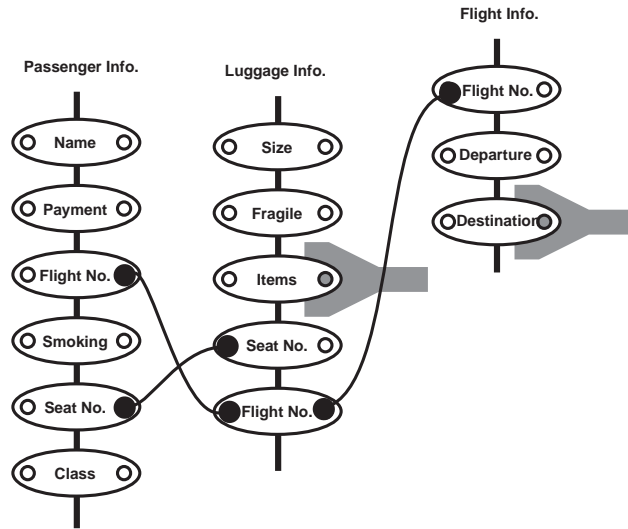 Passenger Info.
Name
Payment
Flight No.
Smoking
Seat No.
Class
Luggage Info.
Size
Fragile
Items
Seat No.
Flight No.
Flight Info.
Flight No.
Departure
Destination